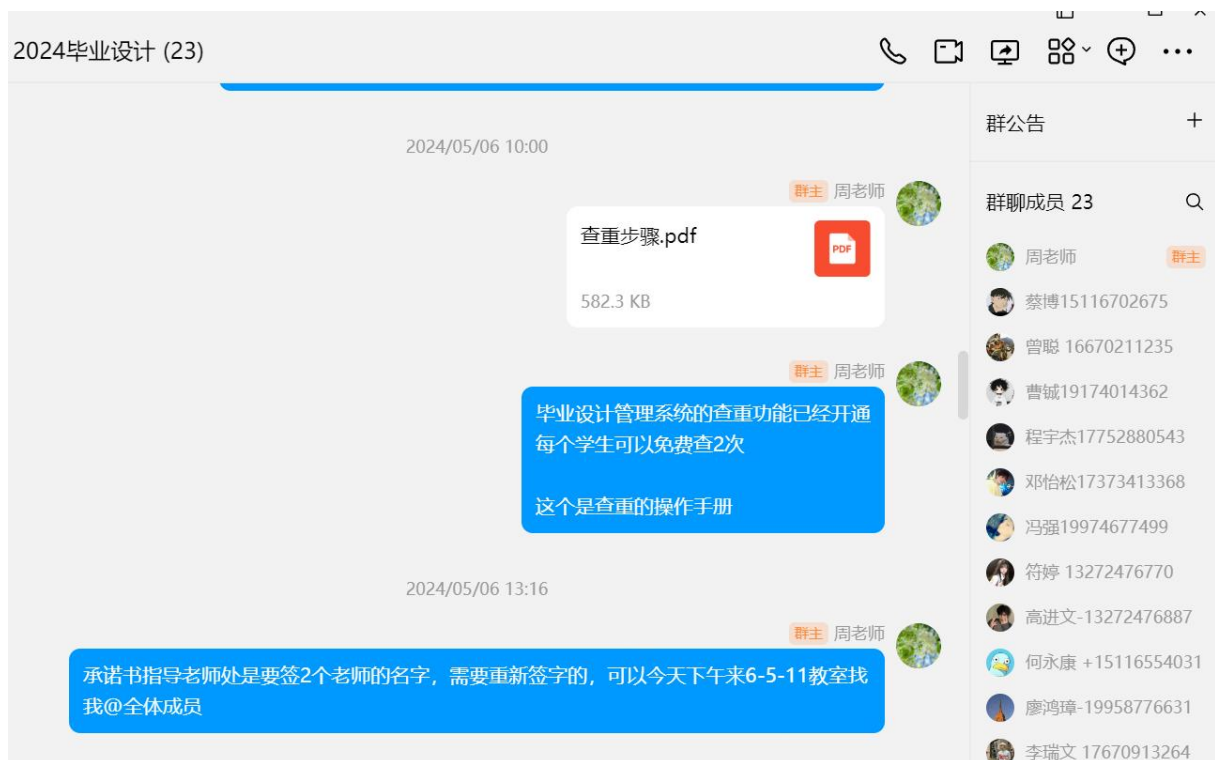 2024毕业设计 (23)
2024/05/06 10:00
群主 周老师
查重步骤.pdf
PDF
582.3 KB
群主 周老师
毕业设计管理系统的查重功能已经开通
每个学生可以免费查2次
这个是查重的操作手册
2024/05/06 13:16
群主 周老师
承诺书指导老师处是要签2个老师的名字，需要重新签字的，可以今天下午来6-5-11教室找
我@全体成员
群公告
群聊成员 23
周老师 群主
蔡博15116702675
曾聪 16670211235
曹铖19174014362
程宇杰17752880543
邓怡松17373413368
冯强19974677499
符婷 13272476770
高进文-13272476887
何永康 +15116554031
廖鸿璋-19958776631
李瑞文 17670913264